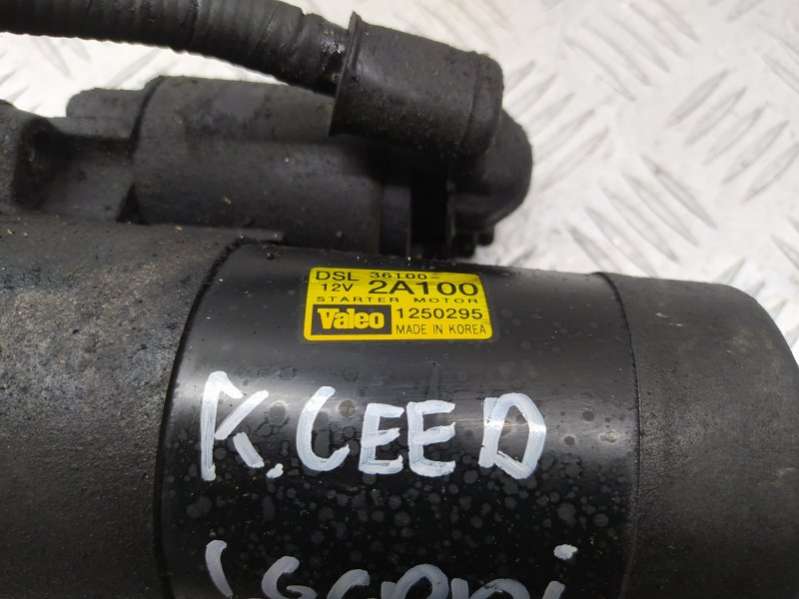 DSL 36100-
12V 2A100
STARTER MOTOR
Valeo 1250295
MADE IN KOREA
K.CEED